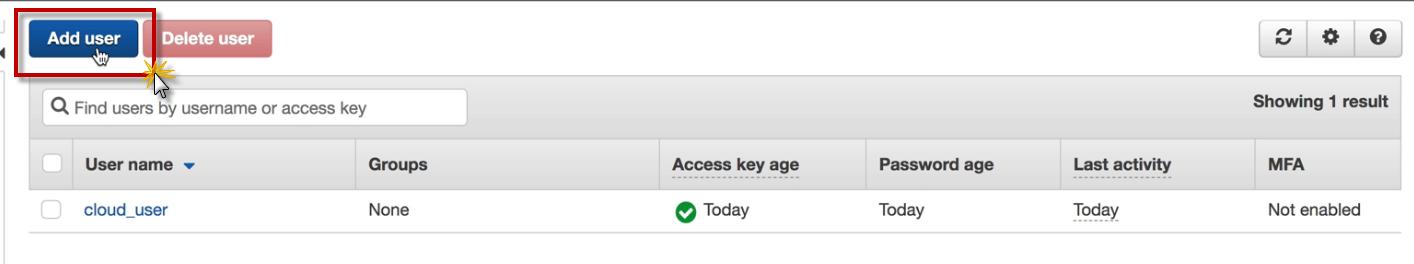 Add user Delete user
Find users by username or access key Showing 1 result
User name Groups Access key age Password age Last activity MFA
cloud_user None Today Today Today Not enabled